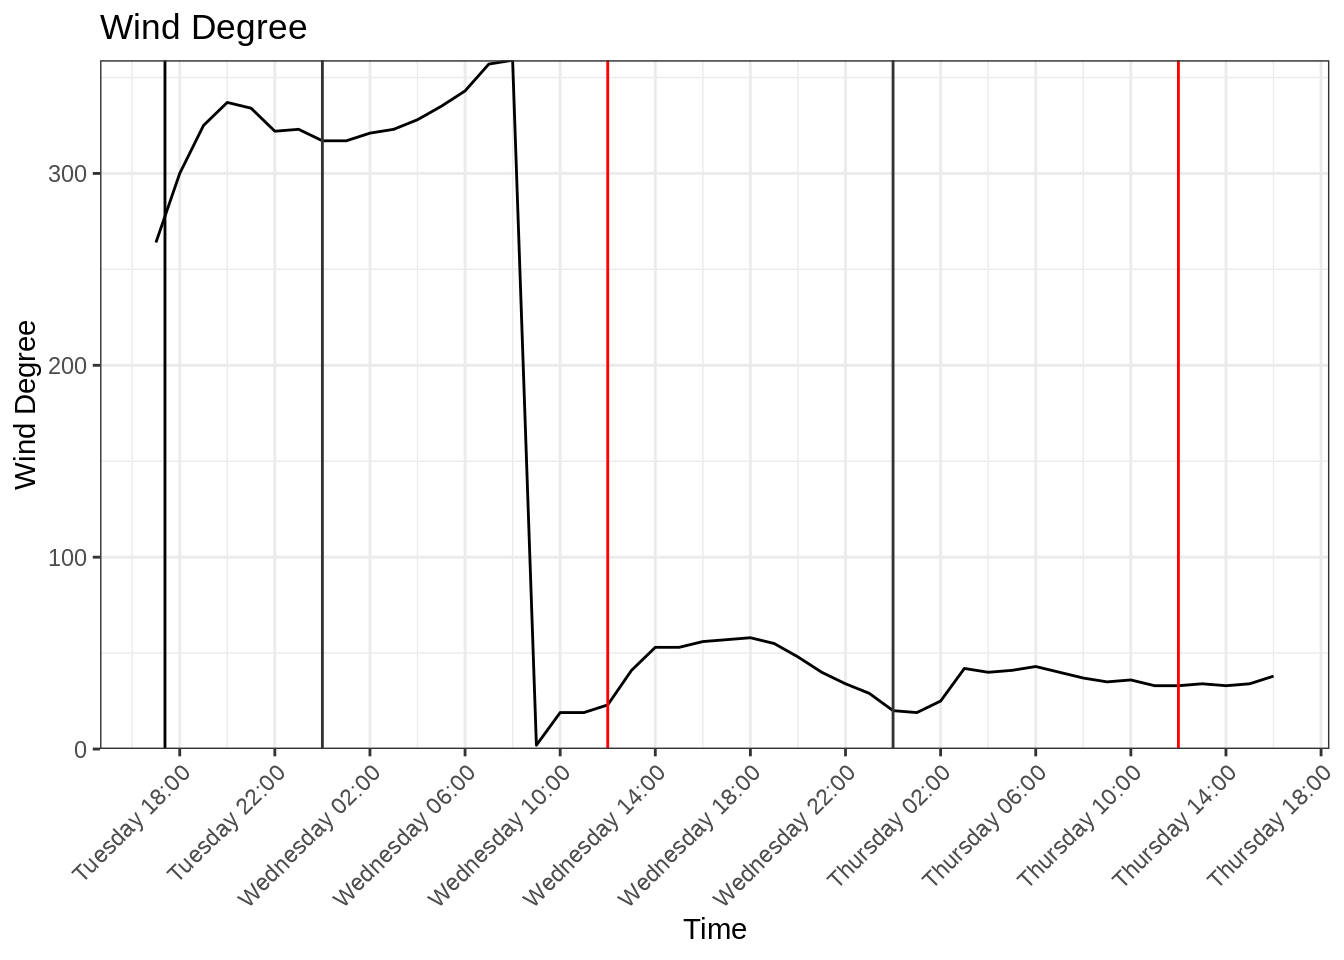 Wind Degree
Wind Degree
300
200
100
0
Tuesday 18:00
Tuesday 22:00
Wednesday 02:00
Wednesday 06:00
Wednesday 10:00
Wednesday 14:00
Wednesday 18:00
Wednesday 22:00
Thursday 02:00
Thursday 06:00
Thursday 10:00
Thursday 14:00
Thursday 18:00
Time